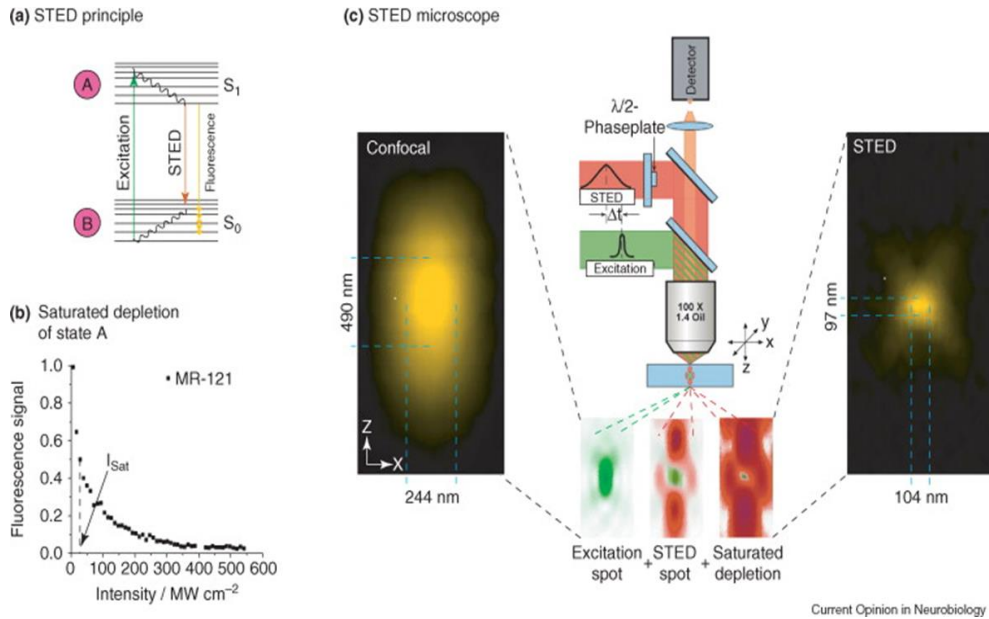 (a) STED principle
A
S1
Excitation
STED
Fluorescence
B
S0
(b) Saturated depletion
of state A
Fluorescence signal
1.0
0.8
0.6
0.4
0.2
0
MR-121
ISat
0 100 200 300 400 500 600
Intensity / MW cm–2
(c) STED microscope
Confocal
490 nm
Z
X
244 nm
Detector
λ/2-
Phaseplate
STED
Δt
Excitation
100 X
1.4 Oil
y
x
z
Excitation
spot
+
STED
spot
+
Saturated
depletion
STED
97 nm
104 nm
Current Opinion in Neurobiology